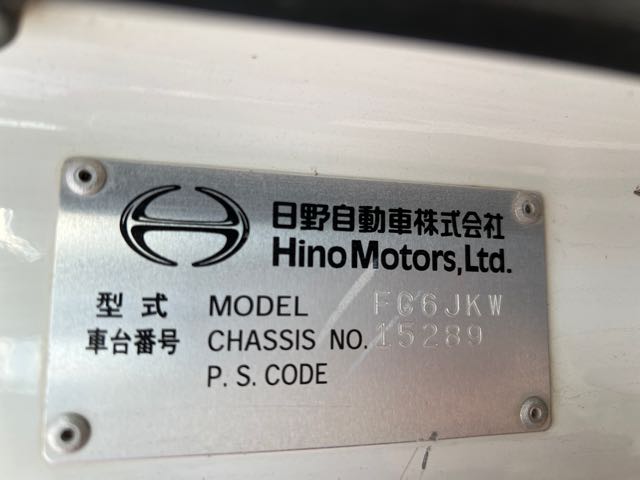 日野自動車株式会社
Hino Motors, Ltd.
型式 MODEL FC6JKW
車台番号 CHASSIS NO. 15289
P. S. CODE